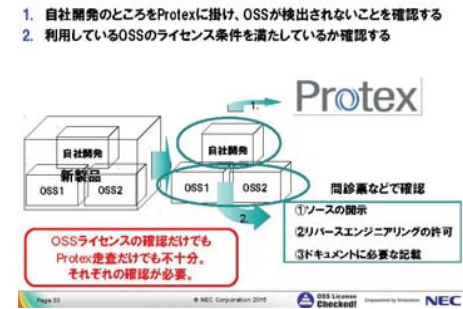 1. 自社開発のところをProtexに掛け、OSSが検出されないことを確認する
2. 利用しているOSSのライセンス条件を満たしているか確認する
1.
Protex
自社開発
新製品
OSS1 OSS2
自社開発
OSS1 OSS2
2.
問診票などで確認
①ソースの開示
②リバースエンジニアリングの許可
③ドキュメントに必要な記載
OSSライセンスの確認だけでも
Protex走査だけでも不十分。
それぞれの確認が必要。
© NEC Corporation 2015
OSS License
Checked!
Empowered by Innovation
NEC